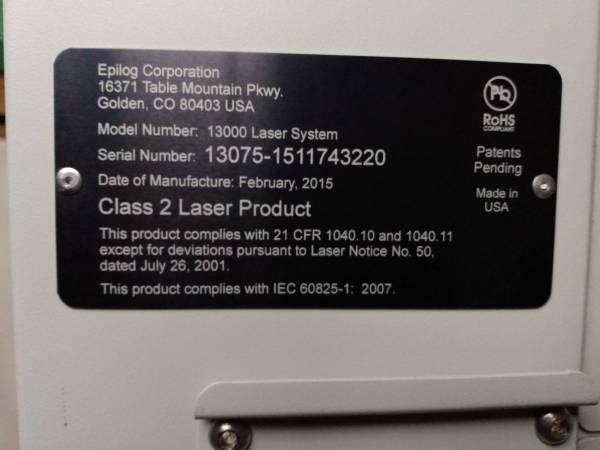 Epilog Corporation
16371 Table Mountain Pkwy.
Golden, CO 80403 USA
Model Number: 13000 Laser System
Serial Number: 13075-1511743220
Date of Manufacture: February, 2015
Class 2 Laser Product
This product complies with 21 CFR 1040.10 and 1040.11
except for deviations pursuant to Laser Notice No. 50,
dated July 26, 2001.
This product complies with IEC 60825-1: 2007.
Pb
RoHS
COMPLIANT
Patents
Pending
Made in
USA